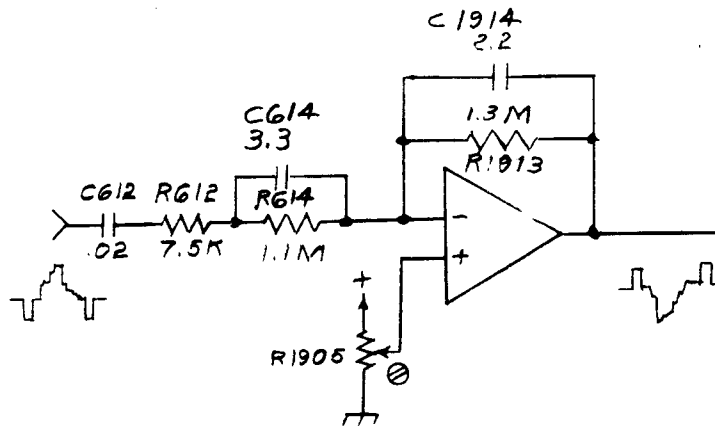 C1914
2.2
C614
3.3
1.3M
R1913
C612
R612
R614
.02
7.5K
1.1M
-
+
+
R1905